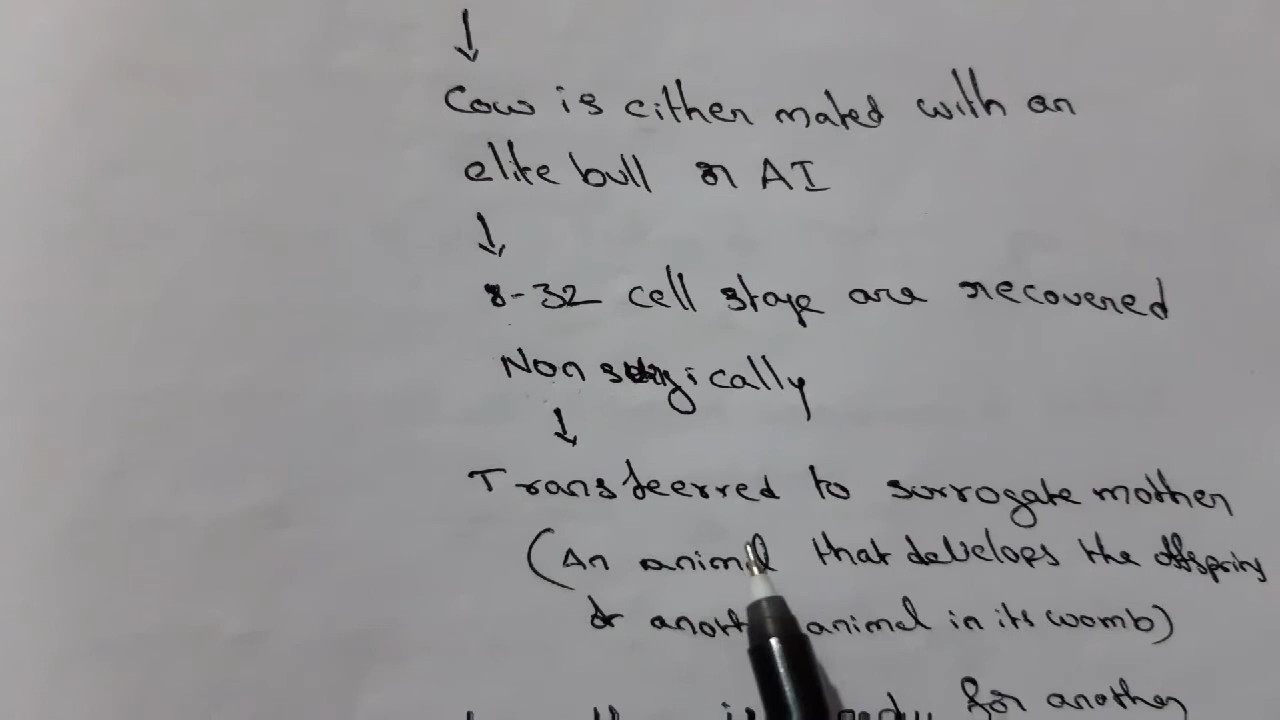 Cow is either mated with an
elite bull or AI
8-32 cell stage are recovered
Non surgically
Transferred to surrogate mother
(An animal that develops the offspring
of animal in its womb)
for another